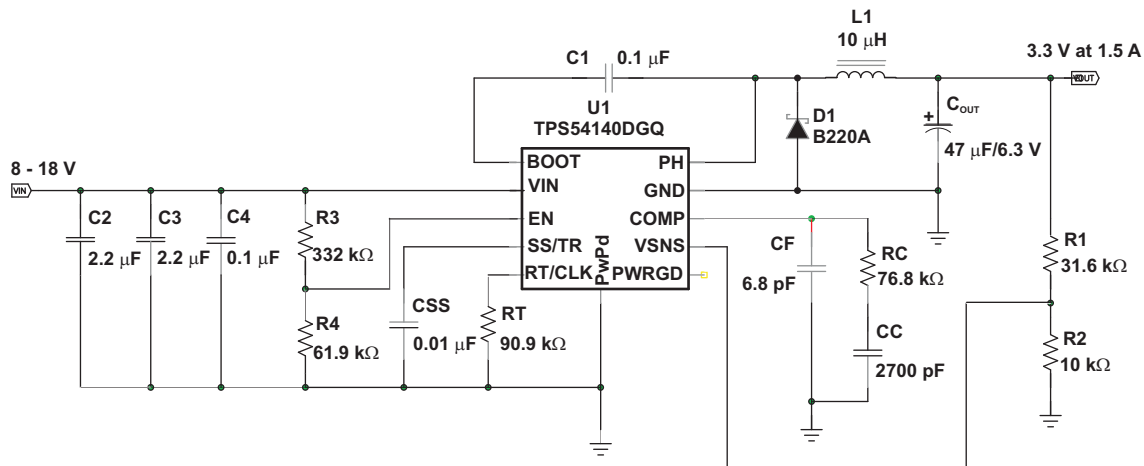 L1
10 μH
3.3 V at 1.5 A
C1
0.1 μF
U1
TPS54140DGQ
D1
B220A
C_OUT
+
47 μF/6.3 V
8 - 18 V
VIN
BOOT
VIN
EN
SS/TR
RT/CLK
PwPd
PH
GND
COMP
VSNS
PWRGD
C2
2.2 μF
C3
2.2 μF
C4
0.1 μF
R3
332 kΩ
R4
61.9 kΩ
CSS
0.01 μF
RT
90.9 kΩ
CF
6.8 pF
RC
76.8 kΩ
CC
2700 pF
R1
31.6 kΩ
R2
10 kΩ